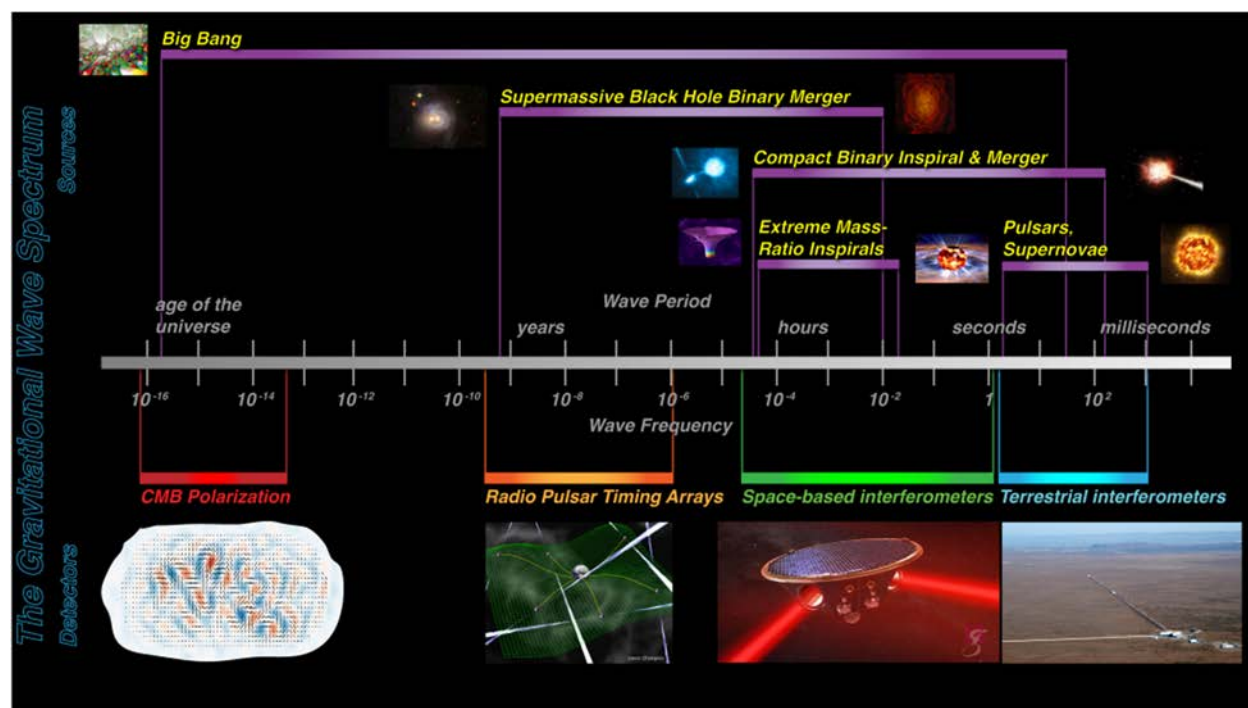 The Gravitational Wave Spectrum
Sources
Detectors
Big Bang
Supermassive Black Hole Binary Merger
Compact Binary Inspiral & Merger
Extreme Mass-
Ratio Inspirals
Pulsars,
Supernovae
Wave Period
age of the
universe
years
hours
seconds
milliseconds
10⁻¹⁶
10⁻¹⁴
10⁻¹²
10⁻¹⁰
10⁻⁸
10⁻⁶
10⁻⁴
10⁻²
1
10²
Wave Frequency
CMB Polarization
Radio Pulsar Timing Arrays
Space-based interferometers
Terrestrial interferometers